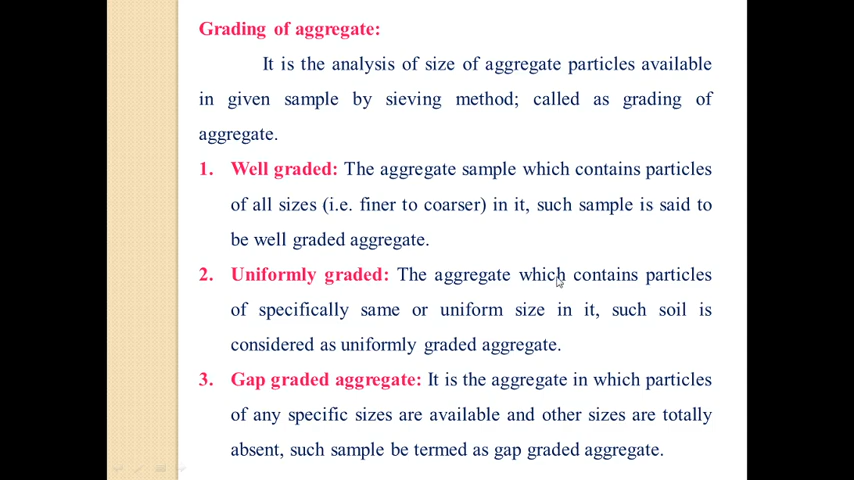 Grading of aggregate:
It is the analysis of size of aggregate particles available
in given sample by sieving method; called as grading of
aggregate.
1. Well graded: The aggregate sample which contains particles
of all sizes (i.e. finer to coarser) in it, such sample is said to
be well graded aggregate.
2. Uniformly graded: The aggregate which contains particles
of specifically same or uniform size in it, such soil is
considered as uniformly graded aggregate.
3. Gap graded aggregate: It is the aggregate in which particles
of any specific sizes are available and other sizes are totally
absent, such sample be termed as gap graded aggregate.